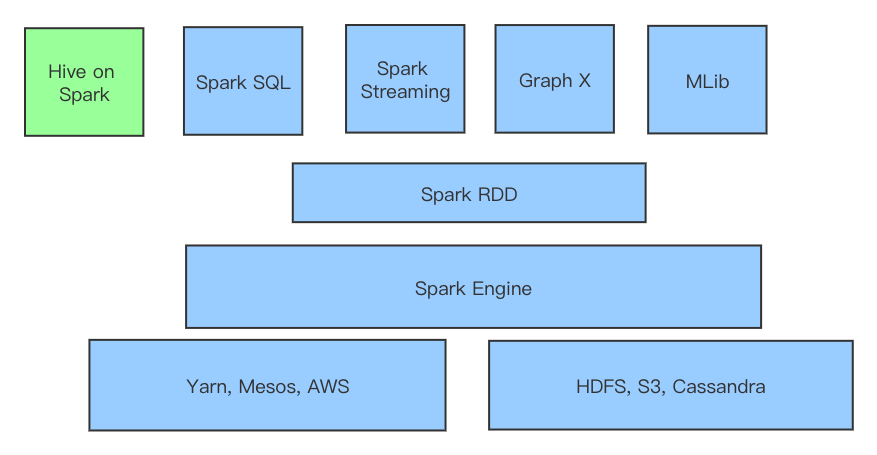 Hive on
Spark
Spark SQL
Spark
Streaming
Graph X
MLib
Spark RDD
Spark Engine
Yarn, Mesos, AWS
HDFS, S3, Cassandra